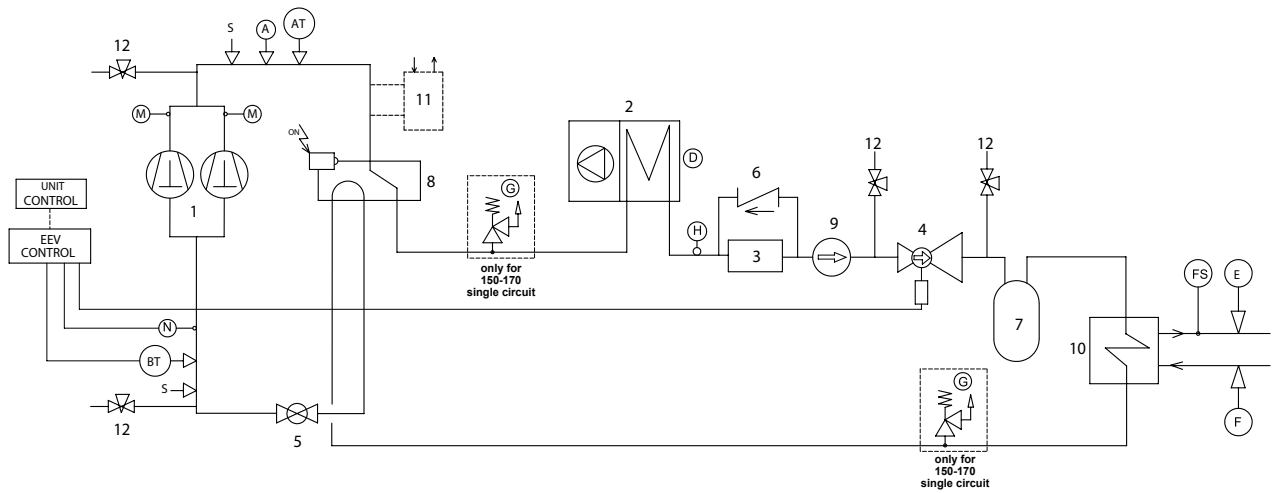 S
A
AT
12
11
M
M
ON
2
1
8
G
D
6
12
12
UNIT
CONTROL
EEV
CONTROL
H
3
9
4
only for
150-170
single circuit
FS
E
7
10
N
BT
S
12
5
G
F
only for
150-170
single circuit